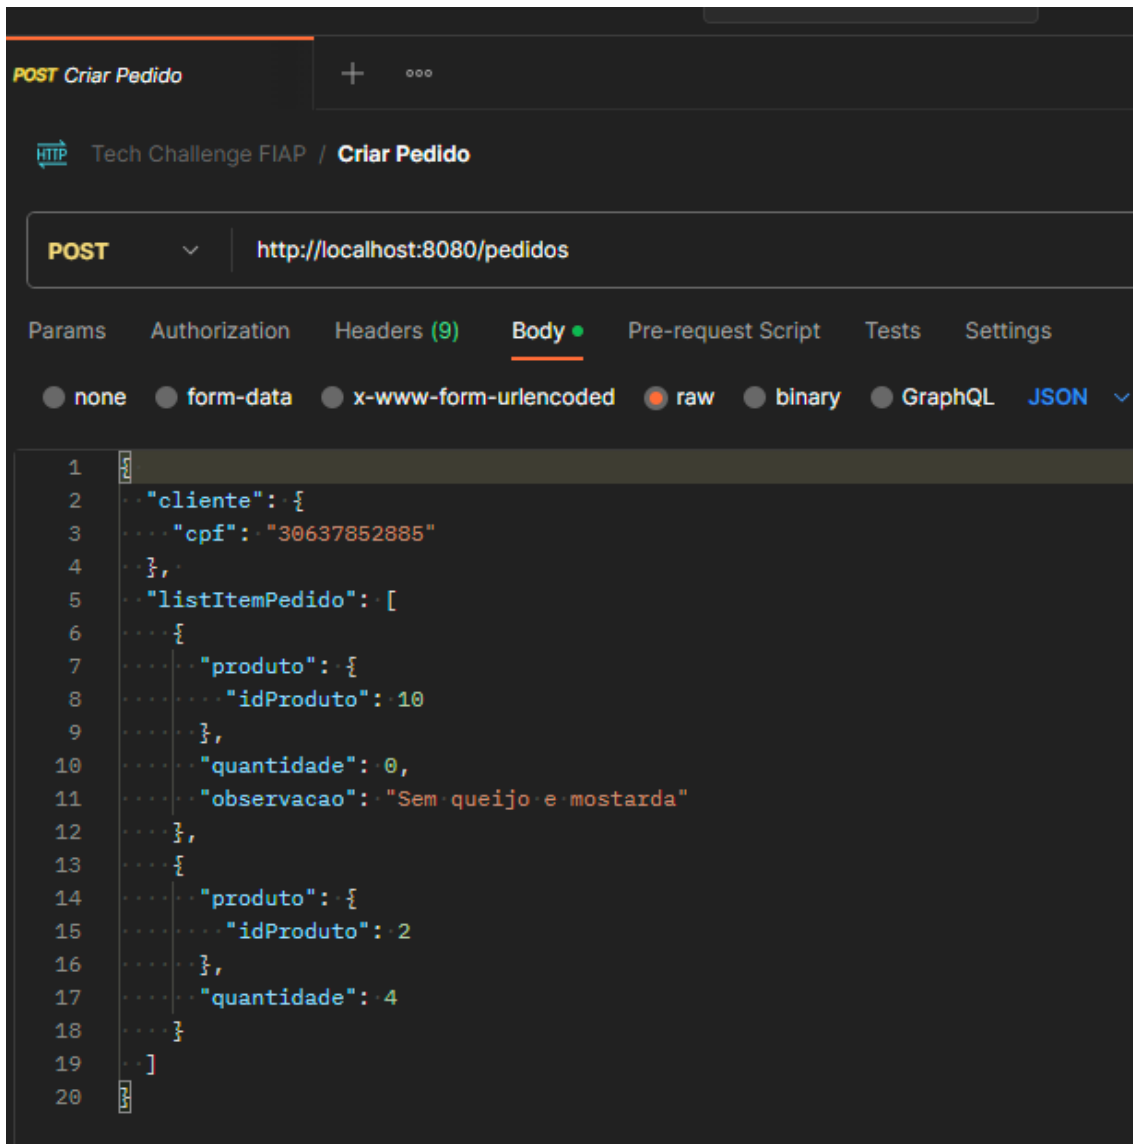 POST Criar Pedido
HTTP Tech Challenge FIAP / Criar Pedido
POST http://localhost:8080/pedidos
Params Authorization Headers (9) Body Pre-request Script Tests Settings
none form-data x-www-form-urlencoded raw binary GraphQL JSON
1 {
2 "cliente": {
3 "cpf": "30637852885"
4 },
5 "listItemPedido": [
6 {
7 "produto": {
8 "idProduto": 10
9 },
10 "quantidade": 0,
11 "observacao": "Sem queijo e mostarda"
12 },
13 {
14 "produto": {
15 "idProduto": 2
16 },
17 "quantidade": 4
18 }
19 ]
20 }